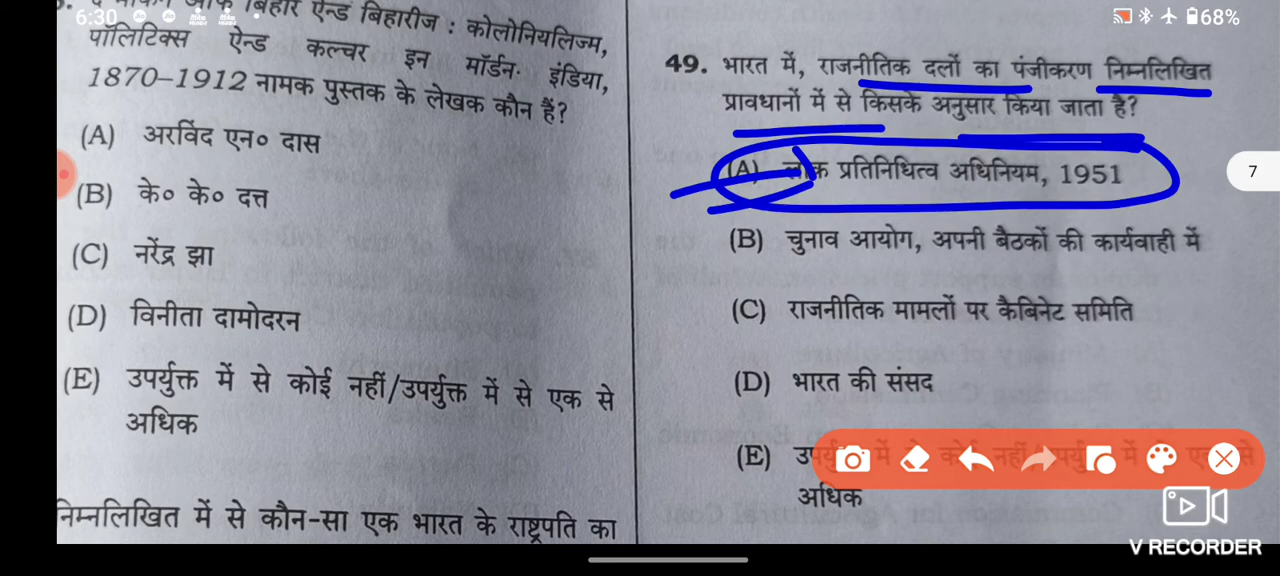 6:30
68%
बिहार ऐन्ड बिहारीज : कोलोनियलिज्म,
पॉलिटिक्स ऐन्ड कल्चर इन मॉर्डन इंडिया,
1870–1912 नामक पुस्तक के लेखक कौन हैं?
(A) अरविंद एन० दास
(B) के० के० दत्त
(C) नरेंद्र झा
(D) विनीता दामोदरन
(E) उपर्युक्त में से कोई नहीं/उपर्युक्त में से एक से
अधिक
निम्नलिखित में से कौन-सा एक भारत के राष्ट्रपति का
49. भारत में, राजनीतिक दलों का पंजीकरण निम्नलिखित
प्रावधानों में से किसके अनुसार किया जाता है?
(A) लोक प्रतिनिधित्व अधिनियम, 1951
(B) चुनाव आयोग, अपनी बैठकों की कार्यवाही में
(C) राजनीतिक मामलों पर कैबिनेट समिति
(D) भारत की संसद
(E)
अधिक
7
V RECORDER